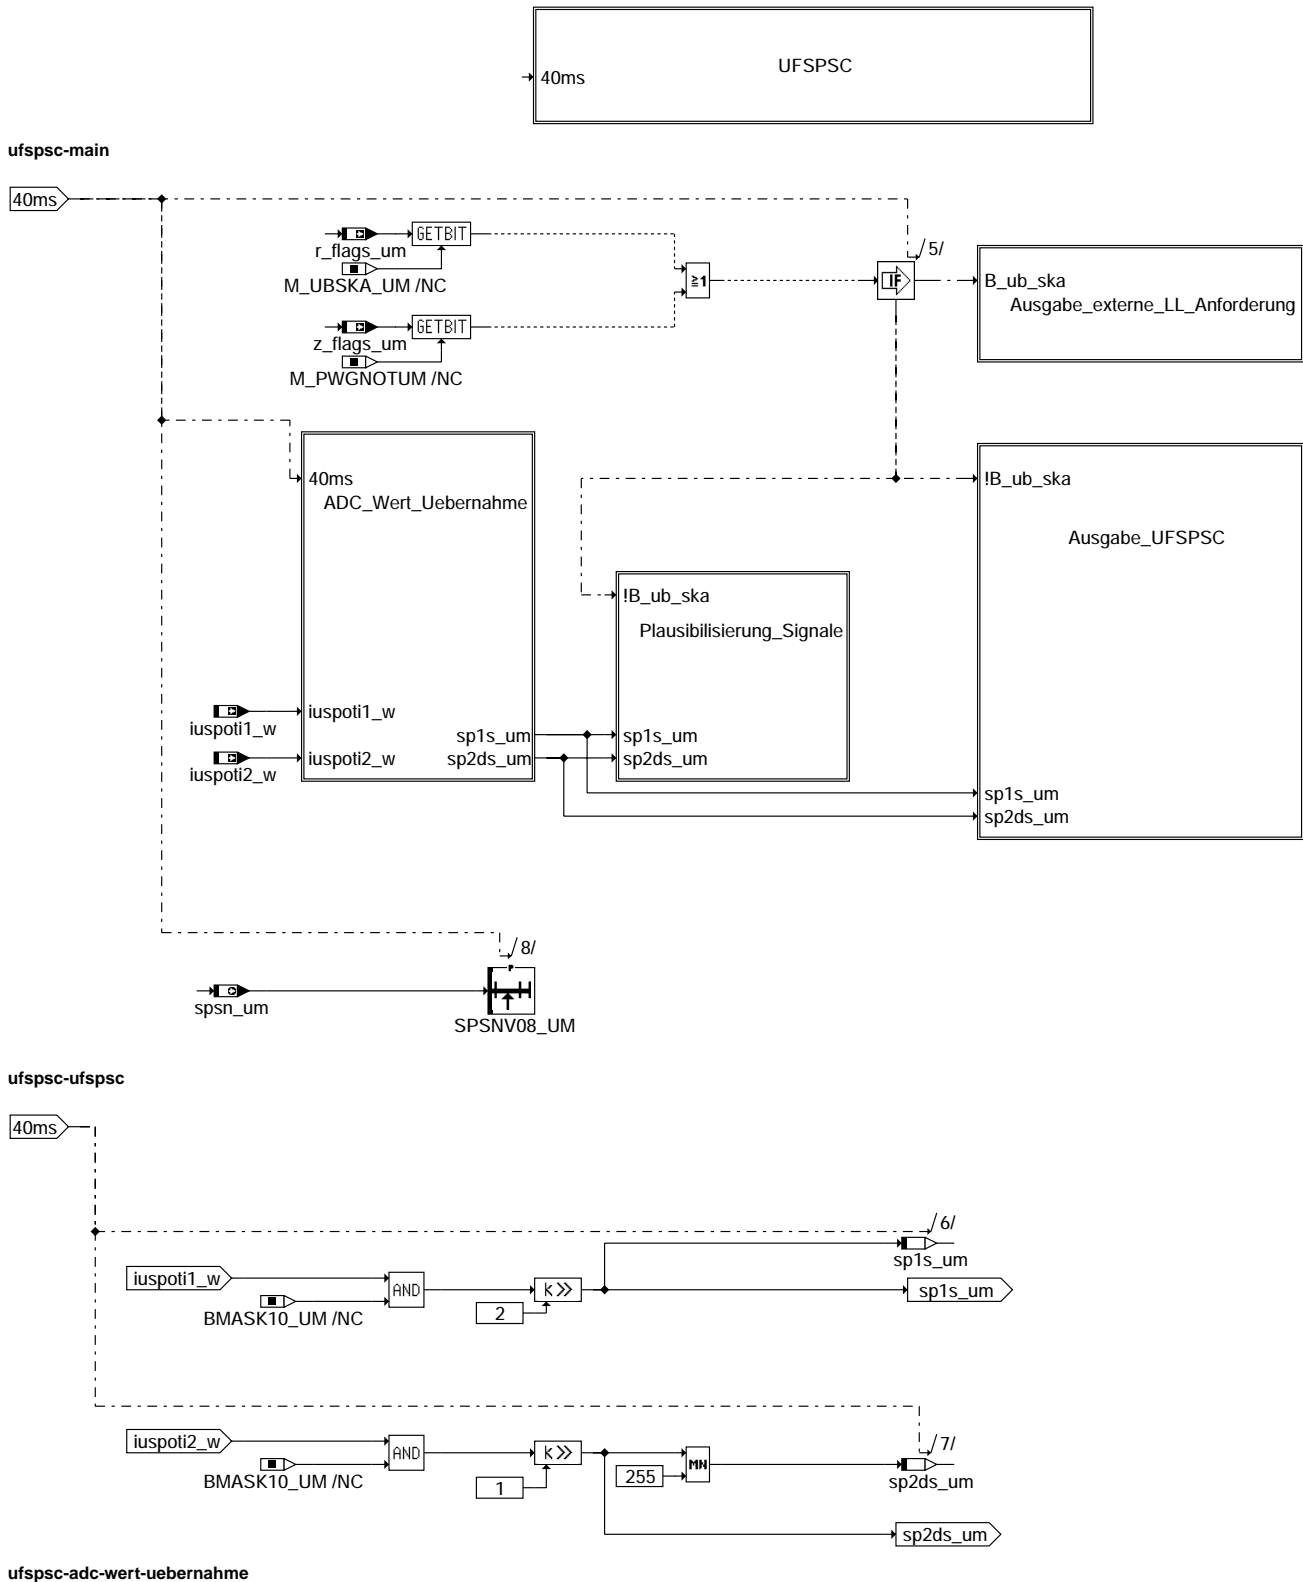 UFSPSC
40ms
ufspsc-main
40ms
/5/
r_flags_um
GETBIT
M_UBSKA_UM /NC
≥1
IF
B_ub_ska
Ausgabe_externe_LL_Anforderung
z_flags_um
GETBIT
M_PWGNOTUM /NC
40ms
ADC_Wert_Uebernahme
!B_ub_ska
Ausgabe_UFSPSC
!B_ub_ska
Plausibilisierung_Signale
iuspoti1_w
iuspoti1_w
sp1s_um
sp1s_um
iuspoti2_w
iuspoti2_w
sp2ds_um
sp2ds_um
sp1s_um
sp2ds_um
/8/
spsn_um
SPSNV08_UM
ufspsc-ufspsc
40ms
/6/
sp1s_um
iuspoti1_w
AND
k>>
sp1s_um
BMASK10_UM /NC
2
/7/
iuspoti2_w
AND
k>>
MN
BMASK10_UM /NC
1
255
sp2ds_um
sp2ds_um
ufspsc-adc-wert-uebernahme